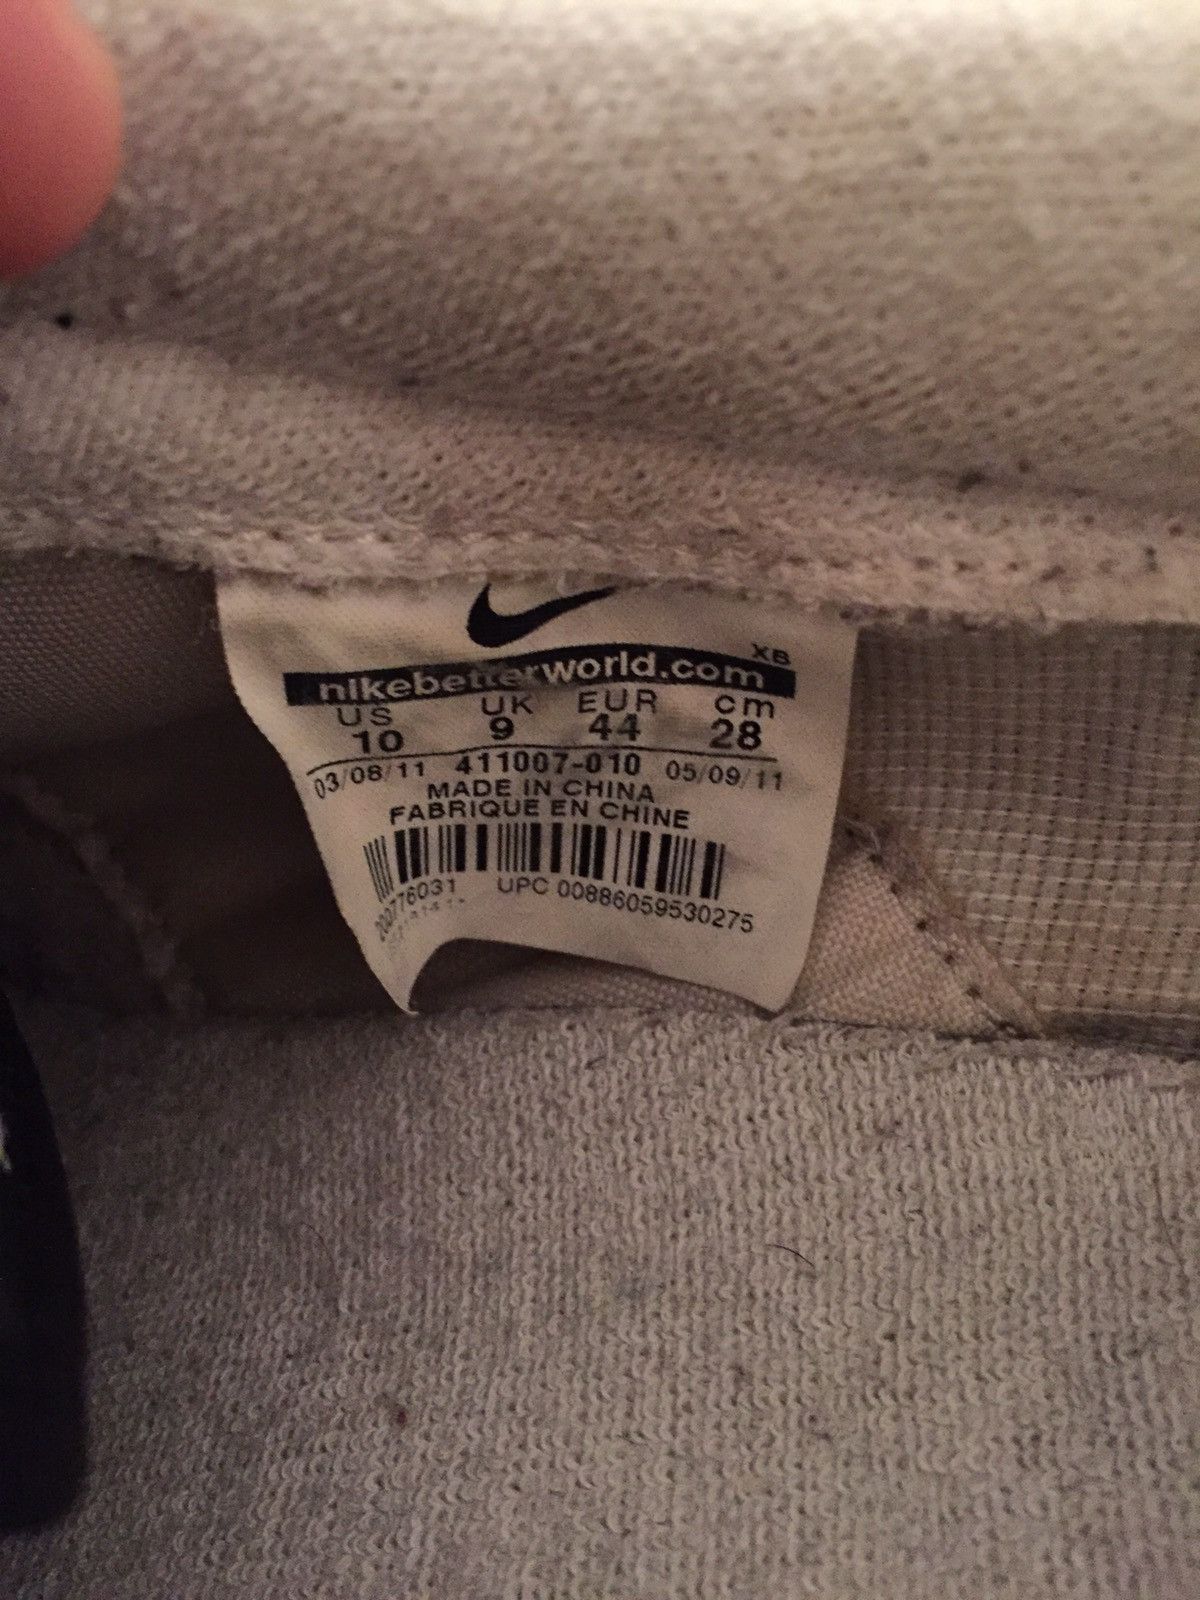 XB
nikebetterworld.com
US UK EUR cm
10 9 44 28
03/08/11 411007-010 05/09/11
MADE IN CHINA
FABRIQUE EN CHINE
UPC 00886059530275